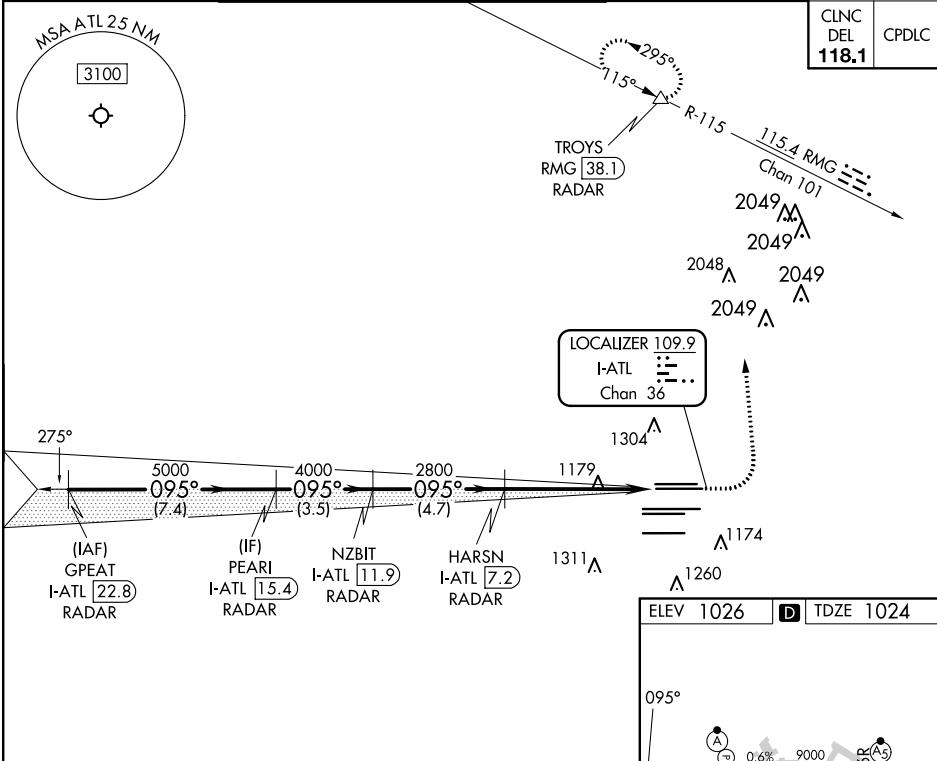 MSA ATL 25 NM
3100
CLNC
DEL
118.1
CPDLC
295°
115°
R-115
115.4 RMG
Chan 101
TROYS
RMG 38.1
RADAR
2049
2049
2048
2049
2049
LOCALIZER 109.9
I-ATL
Chan 36
1304
1179
275°
5000
4000
2800
095°
095°
095°
(7.4)
(3.5)
(4.7)
(IAF)
GPEAT
I-ATL 22.8
RADAR
(IF)
PEARI
I-ATL 15.4
RADAR
NZBIT
I-ATL 11.9
RADAR
HARSN
I-ATL 7.2
RADAR
1311
1174
1260
ELEV 1026
D
TDZE 1024
095°
A
P
0.6%
9000
A5